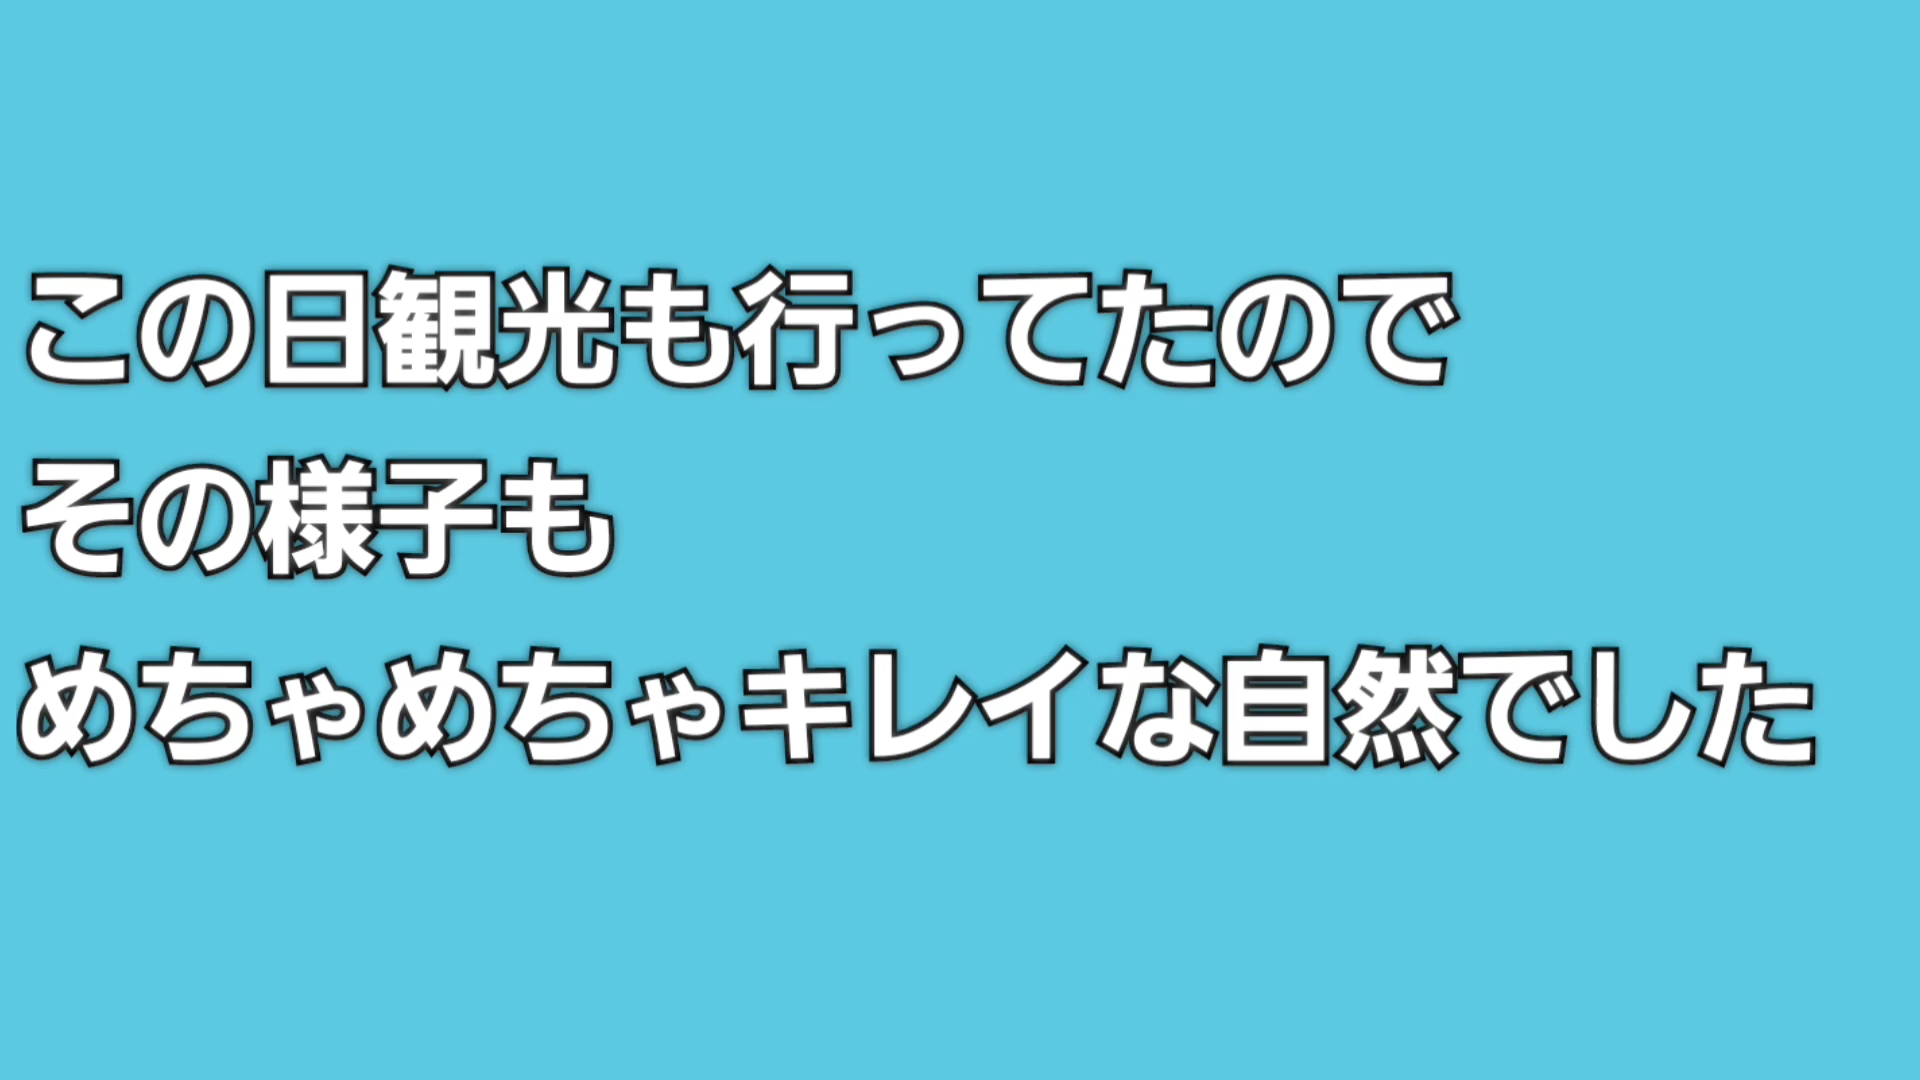 この日観光も行ってたので
その様子も
めちゃめちゃキレイな自然でした